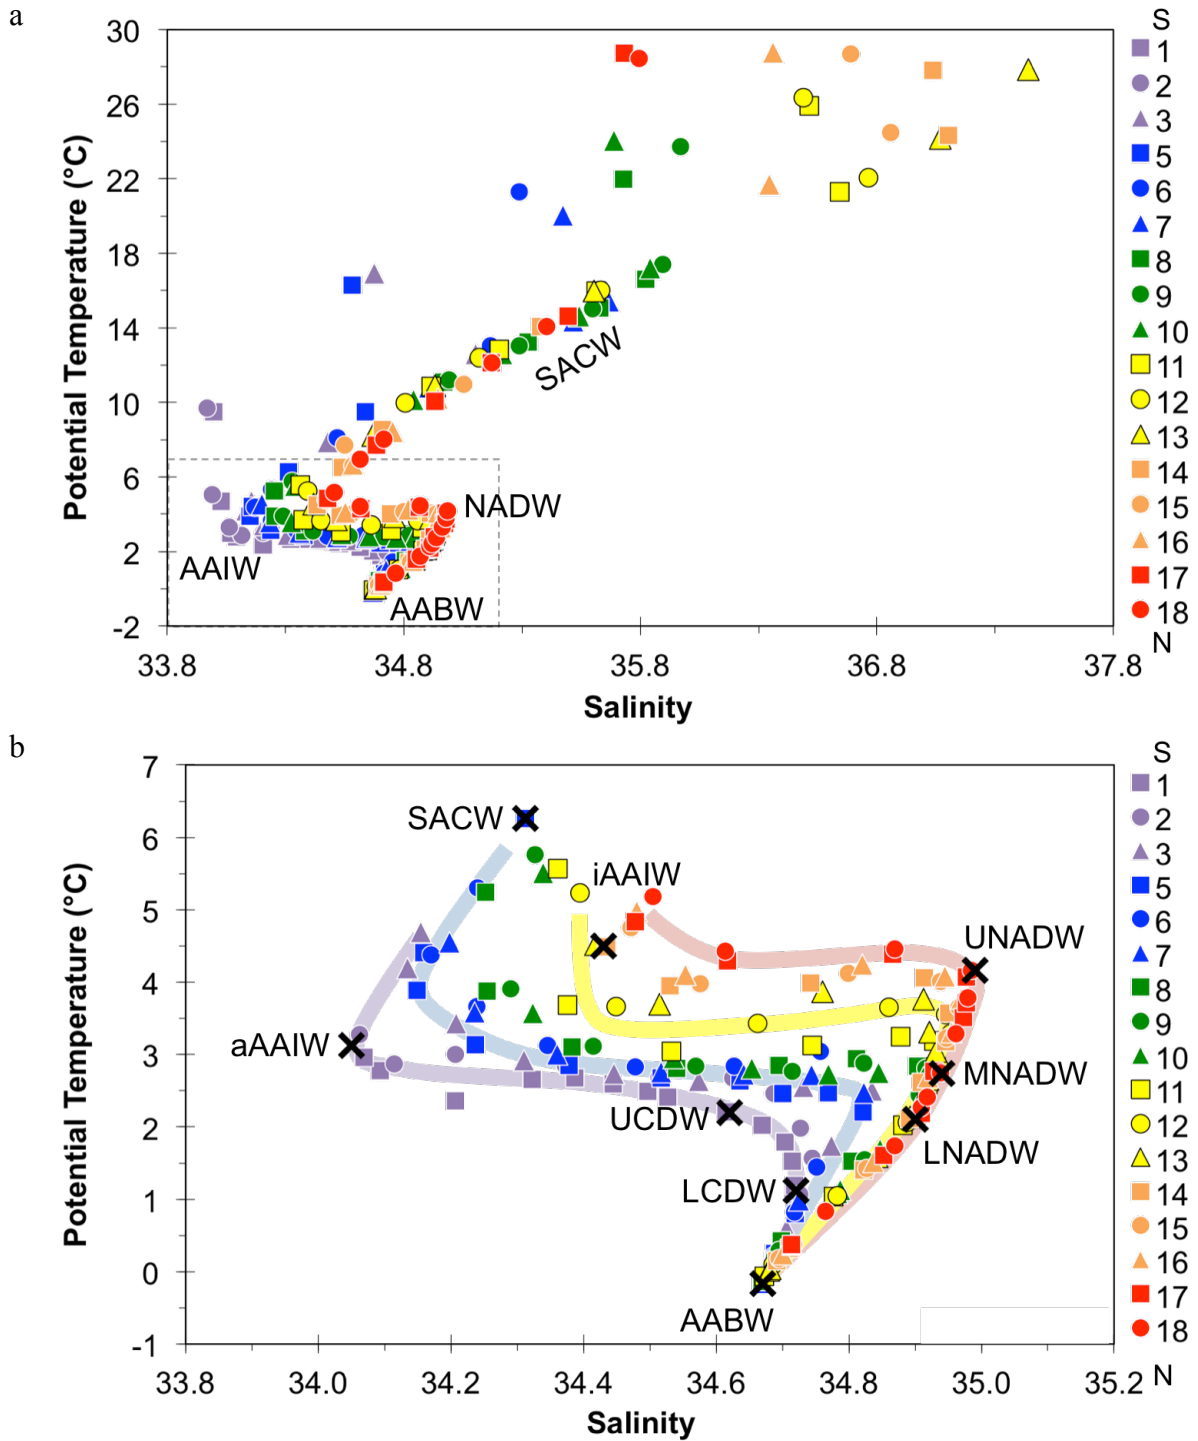 a
30
26
22
18
14
10
6
2
-2
Potential Temperature (°C)
33.8 34.8 35.8 36.8 37.8
Salinity
SACW
NADW
AAIW
AABW
S
1
2
3
5
6
7
8
9
10
11
12
13
14
15
16
17
18
N
b
7
6
5
4
3
2
1
0
-1
Potential Temperature (°C)
33.8 34.0 34.2 34.4 34.6 34.8 35.0 35.2
Salinity
SACW
iAAIW
UNADW
aAAIW
MNADW
UCDW
LNADW
LCDW
AABW
S
1
2
3
5
6
7
8
9
10
11
12
13
14
15
16
17
18
N